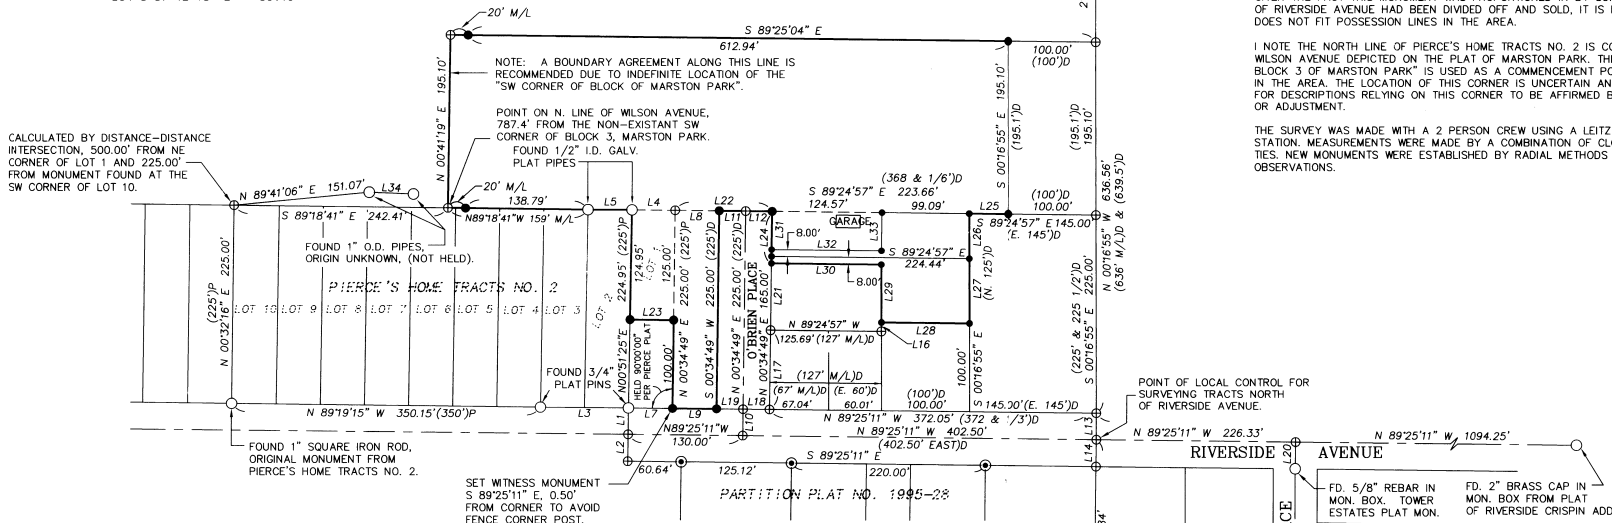 20' M/L
S 89°25'04" E
612.94'
100.00'
(100')D
DOES NOT FIT POSSESSION LINES IN THE AREA.
NOTE: A BOUNDARY AGREEMENT ALONG THIS LINE IS
RECOMMENDED DUE TO INDEFINITE LOCATION OF THE
"SW CORNER OF BLOCK OF MARSTON PARK".
N 00°41'19" E 195.10'
POINT ON N. LINE OF WILSON AVENUE,
787.4' FROM THE NON-EXISTANT SW
CORNER OF BLOCK 3, MARSTON PARK.
FOUND 1/2" I.D. GALV.
PLAT PIPES
S 00°16'55" E 195.10'
(195.1')D
(195.1')D
195.10'
I NOTE THE NORTH LINE OF PIERCE'S HOME TRACTS NO. 2 IS
WILSON AVENUE DEPICTED ON THE PLAT OF MARSTON PARK.
BLOCK 3 OF MARSTON PARK" IS USED AS A COMMENCEMENT
IN THE AREA. THE LOCATION OF THIS CORNER IS UNCERTAIN
FOR DESCRIPTIONS RELYING ON THIS CORNER TO BE AFFIRMED
OR ADJUSTMENT.
THE SURVEY WAS MADE WITH A 2 PERSON CREW USING A LEITZ
STATION. MEASUREMENTS WERE MADE BY A COMBINATION OF
TIES. NEW MONUMENTS WERE ESTABLISHED BY RADIAL METHODS
OBSERVATIONS.
CALCULATED BY DISTANCE-DISTANCE
INTERSECTION, 500.00' FROM NE
CORNER OF LOT 1 AND 225.00'
FROM MONUMENT FOUND AT THE
SW CORNER OF LOT 10.
N 89°41'06" E 151.07'
L34
20' M/L
138.79'
L5
L4
S 89°18'41" E 242.41'
N89°18'41"W 159' M/L
L8
L22
L11
L12
(368 & 1/6')D
S 89°24'57" E 223.66'
124.57'
99.09'
(100')D
100.00'
L25
S 89°24'57" E 145.00'
(E. 145')D
N 00°16'55" W 636.56'
(636' M/L)D & (639.5')D
GARAGE
L24
L31
8.00'
L32
L33
L26
S 89°24'57" E
224.44'
L30
8.00'
L29
L27
(N. 125')D
L28
L16
FOUND 1" O.D. PIPES,
ORIGIN UNKNOWN, (NOT HELD).
(225')P
N 00°32'16" E 225.00'
PIERCE'S HOME TRACTS NO. 2
LOT 10
LOT 9
LOT 8
LOT 7
LOT 6
LOT 5
LOT 4
LOT 3
LOT 2
224.95' (225')P
124.95'
125.00'
L23
N00°51'25"E
HELD 90°00'00"
PER PIERCE PLAT
100.00'
N 00°34'49" E 225.00' (225')P
S 00°34'49" W 225.00' (225')D
N 00°34'49" E 225.00' (225')D
O'BRIEN PLACE
N 00°34'49" E 165.00'
L21
N 89°24'57" W
125.69'(127' M/L)D
L17
(127' M/L)D
(67' M/L)D
(E. 60')D
67.04'
60.01'
(100')D
100.00'
100.00'
S 00°16'55" E
145.00'(E. 145')D
(225' & 225 1/2')D
S 00°16'55" E 225.00'
FOUND 3/4"
PLAT PINS
N 89°19'15" W 350.15'(350')P
L3
L1
L7
L9
L19
L18
L10
L2
N89°25'11"W
130.00'
N 89°25'11" W 372.05' (372 & 1/3')D
N 89°25'11" W 402.50'
(402.50' EAST)D
L13
L14
POINT OF LOCAL CONTROL FOR
SURVEYING TRACTS NORTH
OF RIVERSIDE AVENUE.
N 89°25'11" W 226.33'
N 89°25'11" W 1094.25'
RIVERSIDE
AVENUE
L20
FOUND 1" SQUARE IRON ROD,
ORIGINAL MONUMENT FROM
PIERCE'S HOME TRACTS NO. 2.
60.64'
125.12'
S 89°25'11" E
220.00'
SET WITNESS MONUMENT
S 89°25'11" E, 0.50'
FROM CORNER TO AVOID
FENCE CORNER POST.
PARTITION PLAT NO. 1995-28
FD. 5/8" REBAR IN
MON. BOX. TOWER
ESTATES PLAT MON.
FD. 2" BRASS CAP IN
MON. BOX FROM PLAT
OF RIVERSIDE CRISPIN